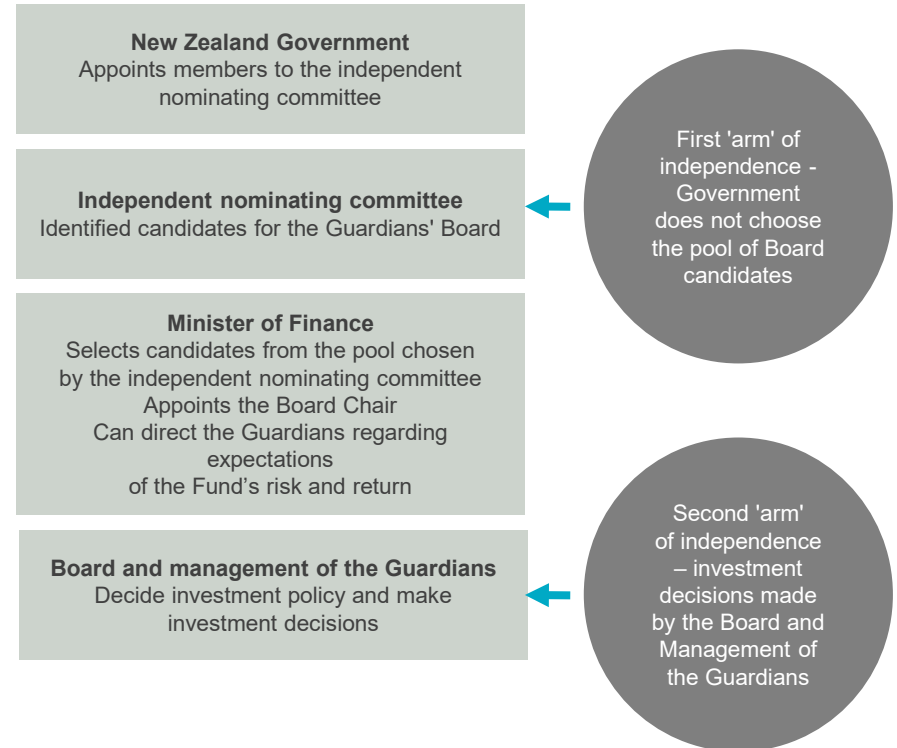 New Zealand Government
Appoints members to the independent
nominating committee
Independent nominating committee
Identified candidates for the Guardians' Board
First 'arm' of
independence -
Government
does not choose
the pool of Board
candidates
Minister of Finance
Selects candidates from the pool chosen
by the independent nominating committee
Appoints the Board Chair
Can direct the Guardians regarding
expectations
of the Fund’s risk and return
Board and management of the Guardians
Decide investment policy and make
investment decisions
Second 'arm'
of independence
– investment
decisions made
by the Board and
Management of
the Guardians